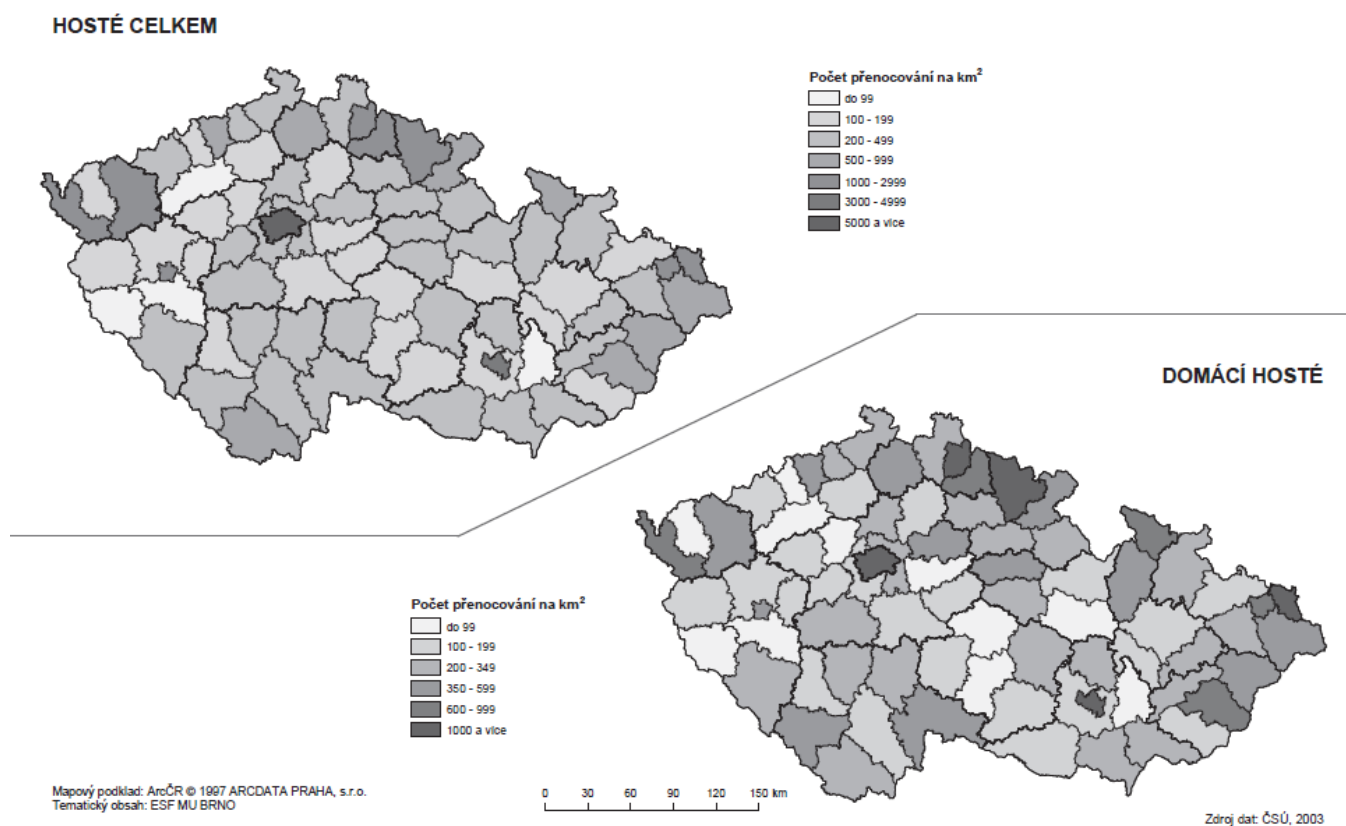 HOSTÉ CELKEM
Počet přenocování na km²
do 99
100 - 199
200 - 499
500 - 999
1000 - 2999
3000 - 4999
5000 a více
DOMÁCÍ HOSTÉ
Počet přenocování na km²
do 99
100 - 199
200 - 349
350 - 599
600 - 999
1000 a více
Mapový podklad: ArcČR © 1997 ARCDATA PRAHA, s.r.o.
Tematický obsah: ESF MU BRNO
0 30 60 90 120 150 km
Zdroj dat: ČSÚ, 2003